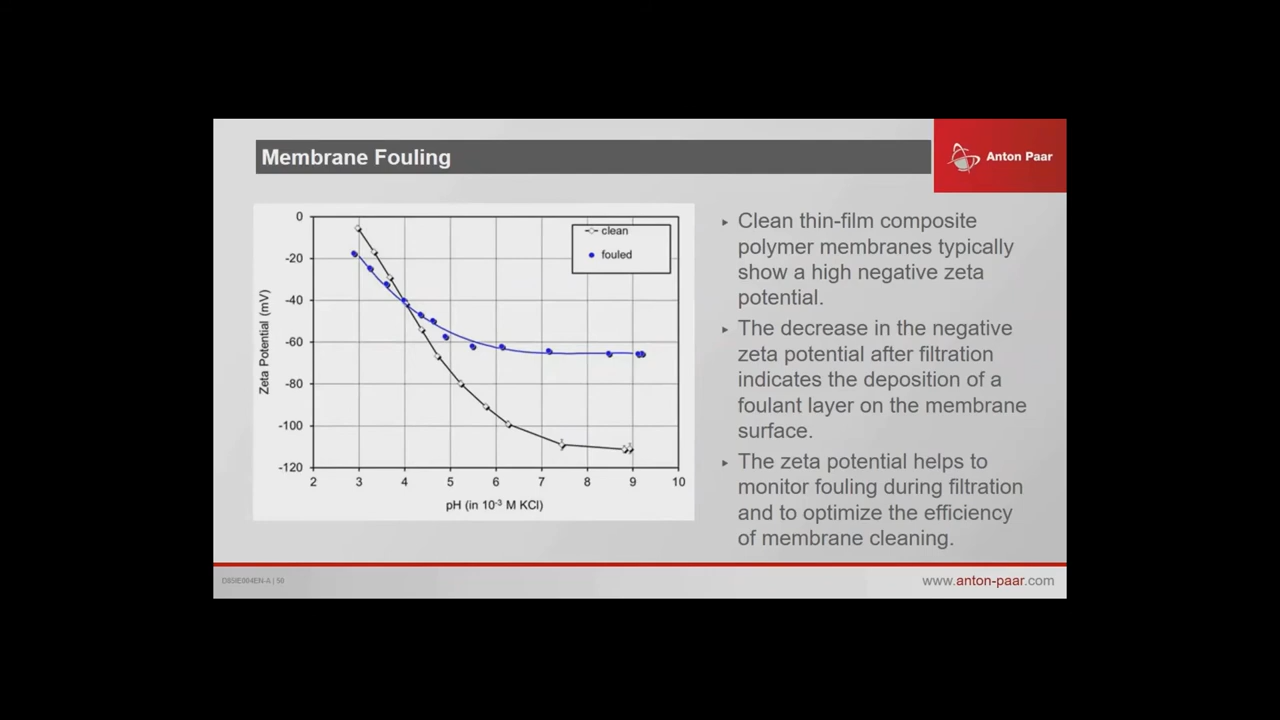 Membrane Fouling
Anton Paar
0
-20
-40
-60
-80
-100
-120
Zeta Potential (mV)
clean
fouled
2 3 4 5 6 7 8 9 10
pH (in 10⁻³ M KCl)
▸ Clean thin-film composite
polymer membranes typically
show a high negative zeta
potential.
▸ The decrease in the negative
zeta potential after filtration
indicates the deposition of a
foulant layer on the membrane
surface.
▸ The zeta potential helps to
monitor fouling during filtration
and to optimize the efficiency
of membrane cleaning.
D85IE004EN-A | 50
www.anton-paar.com